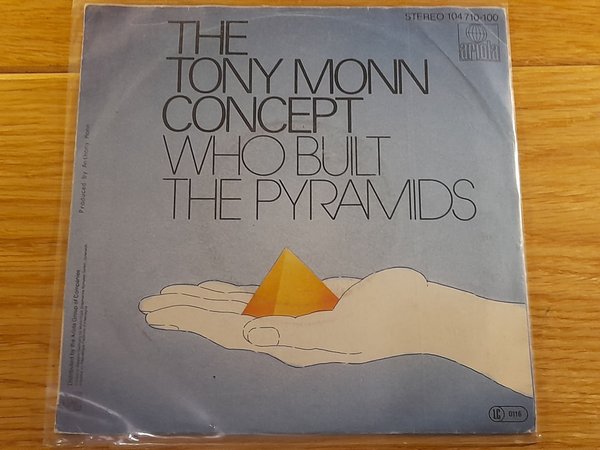 STEREO 104 710-100
ariola
THE
TONY MONN
CONCEPT
WHO BUILT
THE PYRAMIDS
Produced by Anthony Monn
Distributed by the Ariola Group of Companies
LC 0116